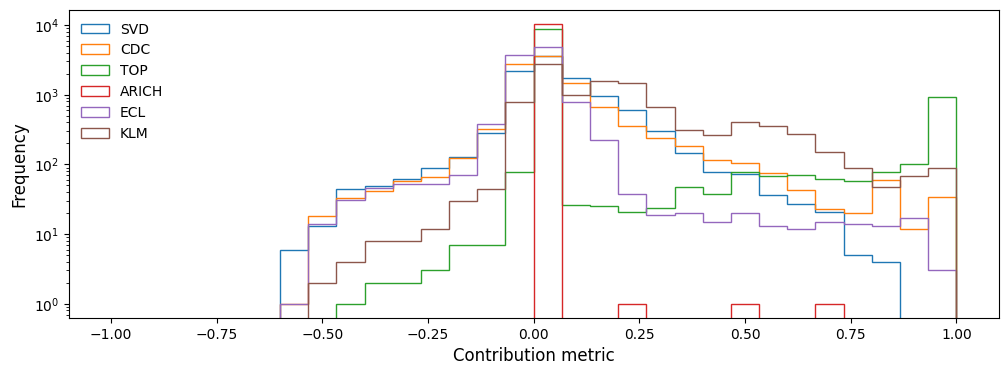 SVD
CDC
TOP
ARICH
ECL
KLM
Frequency
10⁴
10³
10²
10¹
10⁰
−1.00 −0.75 −0.50 −0.25 0.00 0.25 0.50 0.75 1.00
Contribution metric